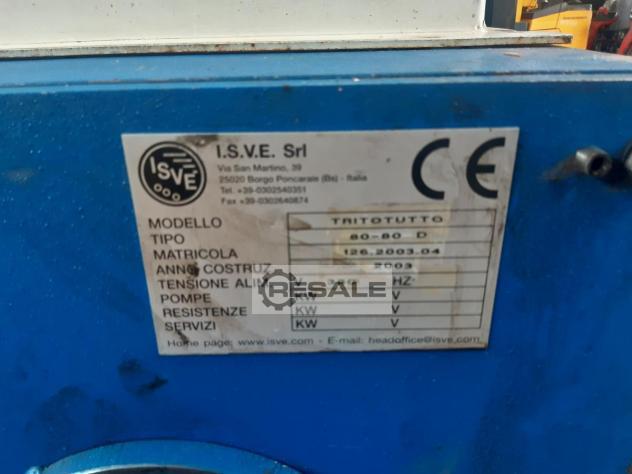 ISVE
I.S.V.E. Srl
Via San Martino, 39
25020 Borgo Poncarale (Bs) - Italia
Tel. +39-0302540351
Fax +39-0302640874
CE
MODELLO TRITOTUTTO
TIPO 80-80 D
MATRICOLA 126.2003.04
ANNO COSTRUZ. 2003
TENSIONE ALIM. V HZ
POMPE KW V
RESISTENZE KW V
SERVIZI KW V
RESALE
Home page: www.isve.com - E-mail: headoffice@isve.com